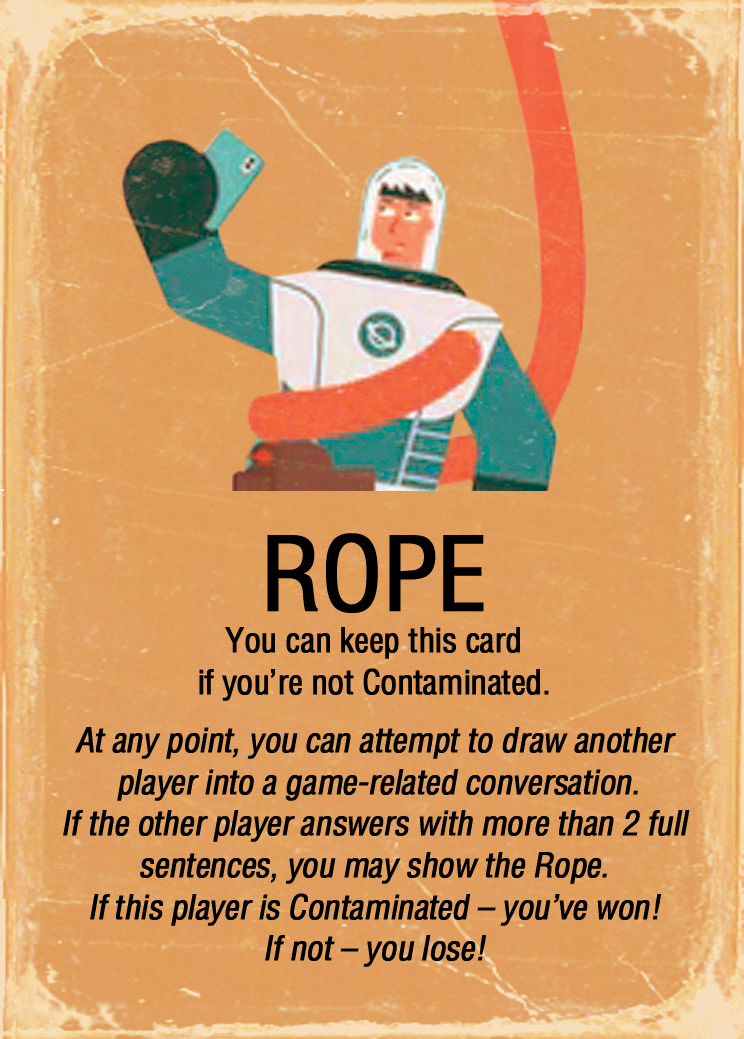 ROPE
You can keep this card
if you’re not Contaminated.
At any point, you can attempt to draw another
player into a game-related conversation.
If the other player answers with more than 2 full
sentences, you may show the Rope.
If this player is Contaminated – you’ve won!
If not – you lose!